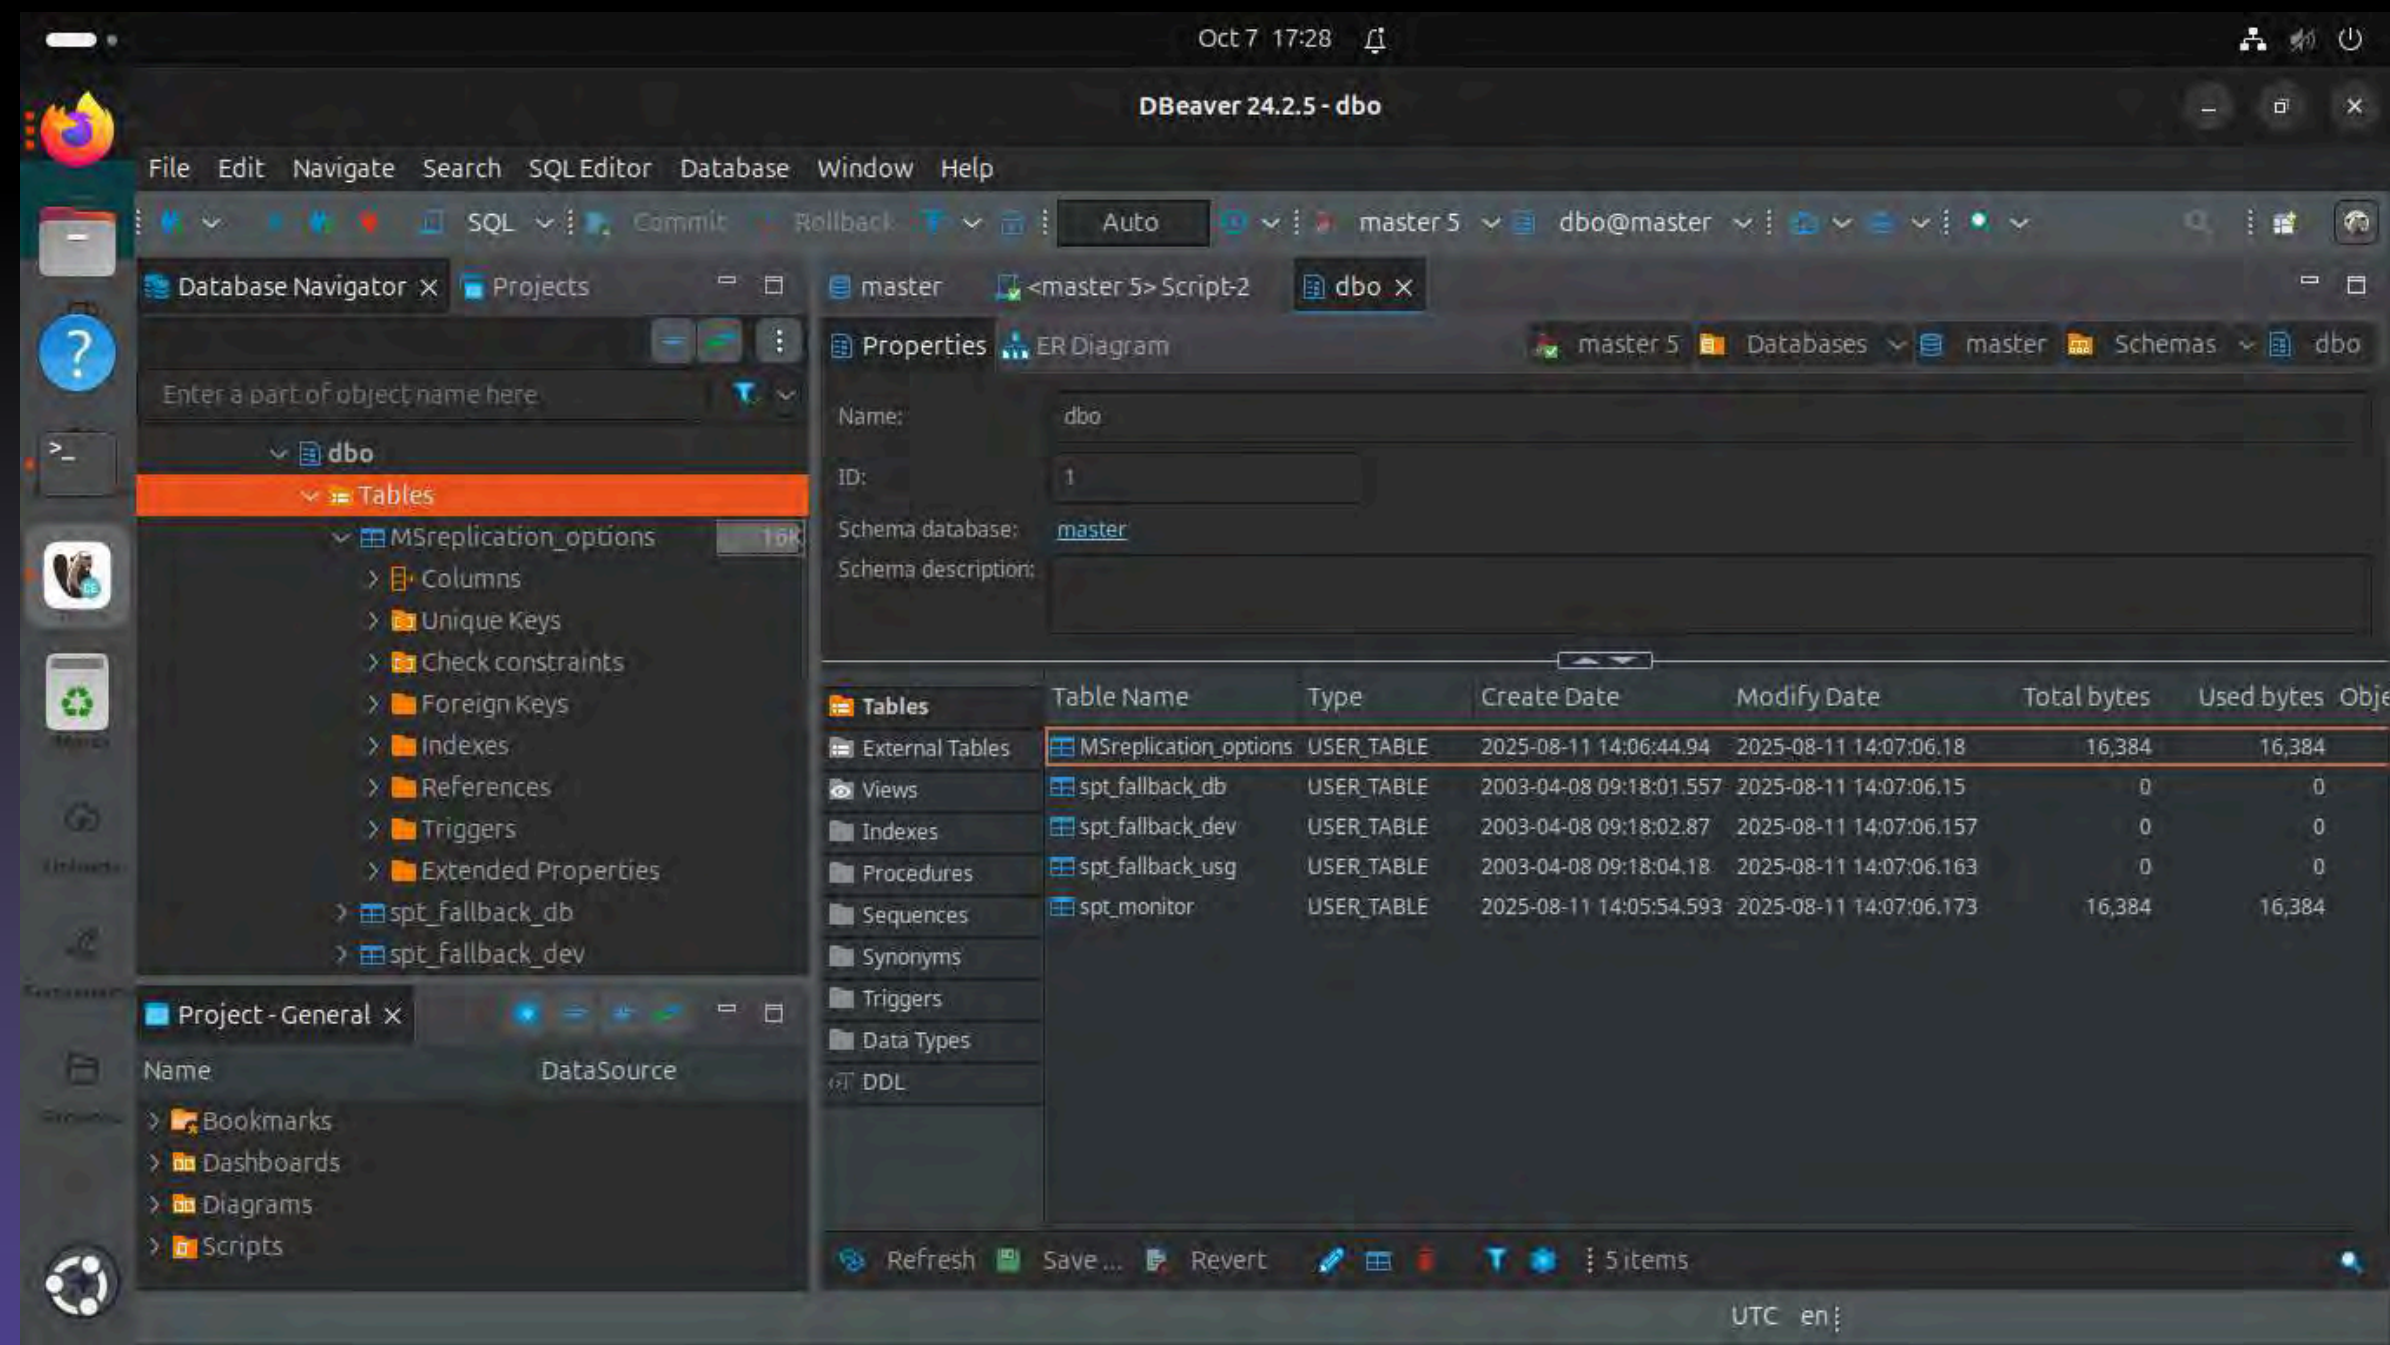 Oct 7 17:28
DBeaver 24.2.5 - dbo
File Edit Navigate Search SQL Editor Database Window Help
SQL Commit Rollback Auto master 5 dbo@master
Database Navigator Projects
master <master 5> Script-2 dbo
Properties ER Diagram master 5 Databases master Schemas dbo
Enter a part of object name here
dbo
Tables
MSreplication_options 16K
Columns
Unique Keys
Check constraints
Foreign Keys
Indexes
References
Triggers
Extended Properties
spt_fallback_db
spt_fallback_dev
Name: dbo
ID: 1
Schema database: master
Schema description:
Tables
External Tables
Views
Indexes
Procedures
Sequences
Synonyms
Triggers
Data Types
DDL
Table Name Type Create Date Modify Date Total bytes Used bytes Obje
MSreplication_options USER_TABLE 2025-08-11 14:06:44.94 2025-08-11 14:07:06.18 16,384 16,384
spt_fallback_db USER_TABLE 2003-04-08 09:18:01.557 2025-08-11 14:07:06.15 0 0
spt_fallback_dev USER_TABLE 2003-04-08 09:18:02.87 2025-08-11 14:07:06.157 0 0
spt_fallback_usg USER_TABLE 2003-04-08 09:18:04.18 2025-08-11 14:07:06.163 0 0
spt_monitor USER_TABLE 2025-08-11 14:05:54.593 2025-08-11 14:07:06.173 16,384 16,384
Project - General
Name DataSource
Bookmarks
Dashboards
Diagrams
Scripts
Refresh Save ... Revert 5 items
UTC en